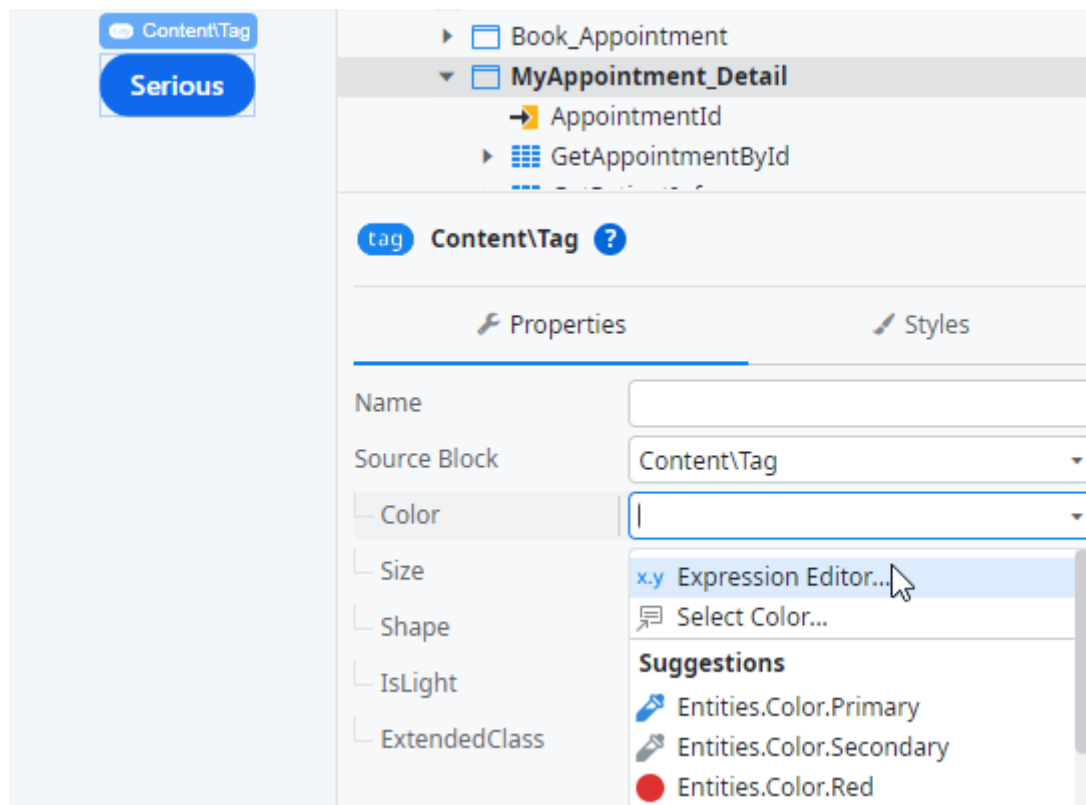 Content\Tag
Serious
Book_Appointment
MyAppointment_Detail
AppointmentId
GetAppointmentById
tag Content\Tag ?
Properties Styles
Name
Source Block Content\Tag
Color
Size
Shape
IsLight
ExtendedClass
x.y Expression Editor...
Select Color...
Suggestions
Entities.Color.Primary
Entities.Color.Secondary
Entities.Color.Red